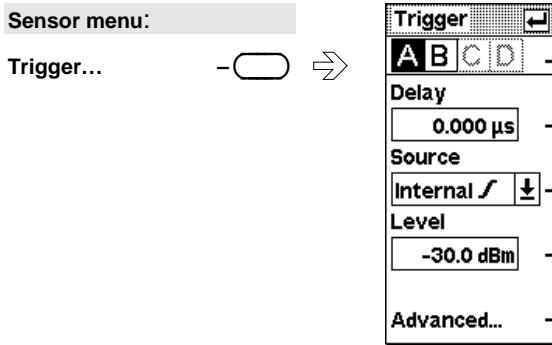 Sensor menu:
Trigger…
Trigger
A B C D
Delay
0.000 µs
Source
Internal
Level
-30.0 dBm
Advanced...